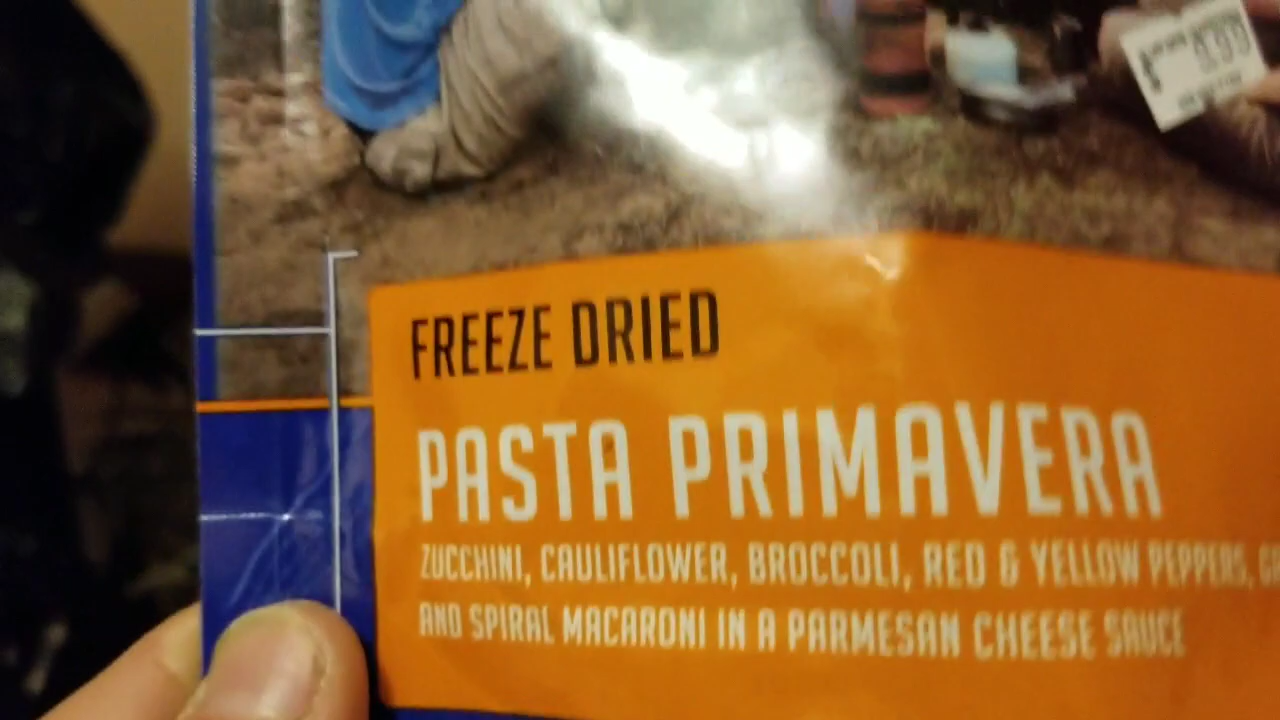 FREEZE DRIED
PASTA PRIMAVERA
ZUCCHINI, CAULIFLOWER, BROCCOLI, RED & YELLOW PEPPERS,
AND SPIRAL MACARONI IN A PARMESAN CHEESE SAUCE